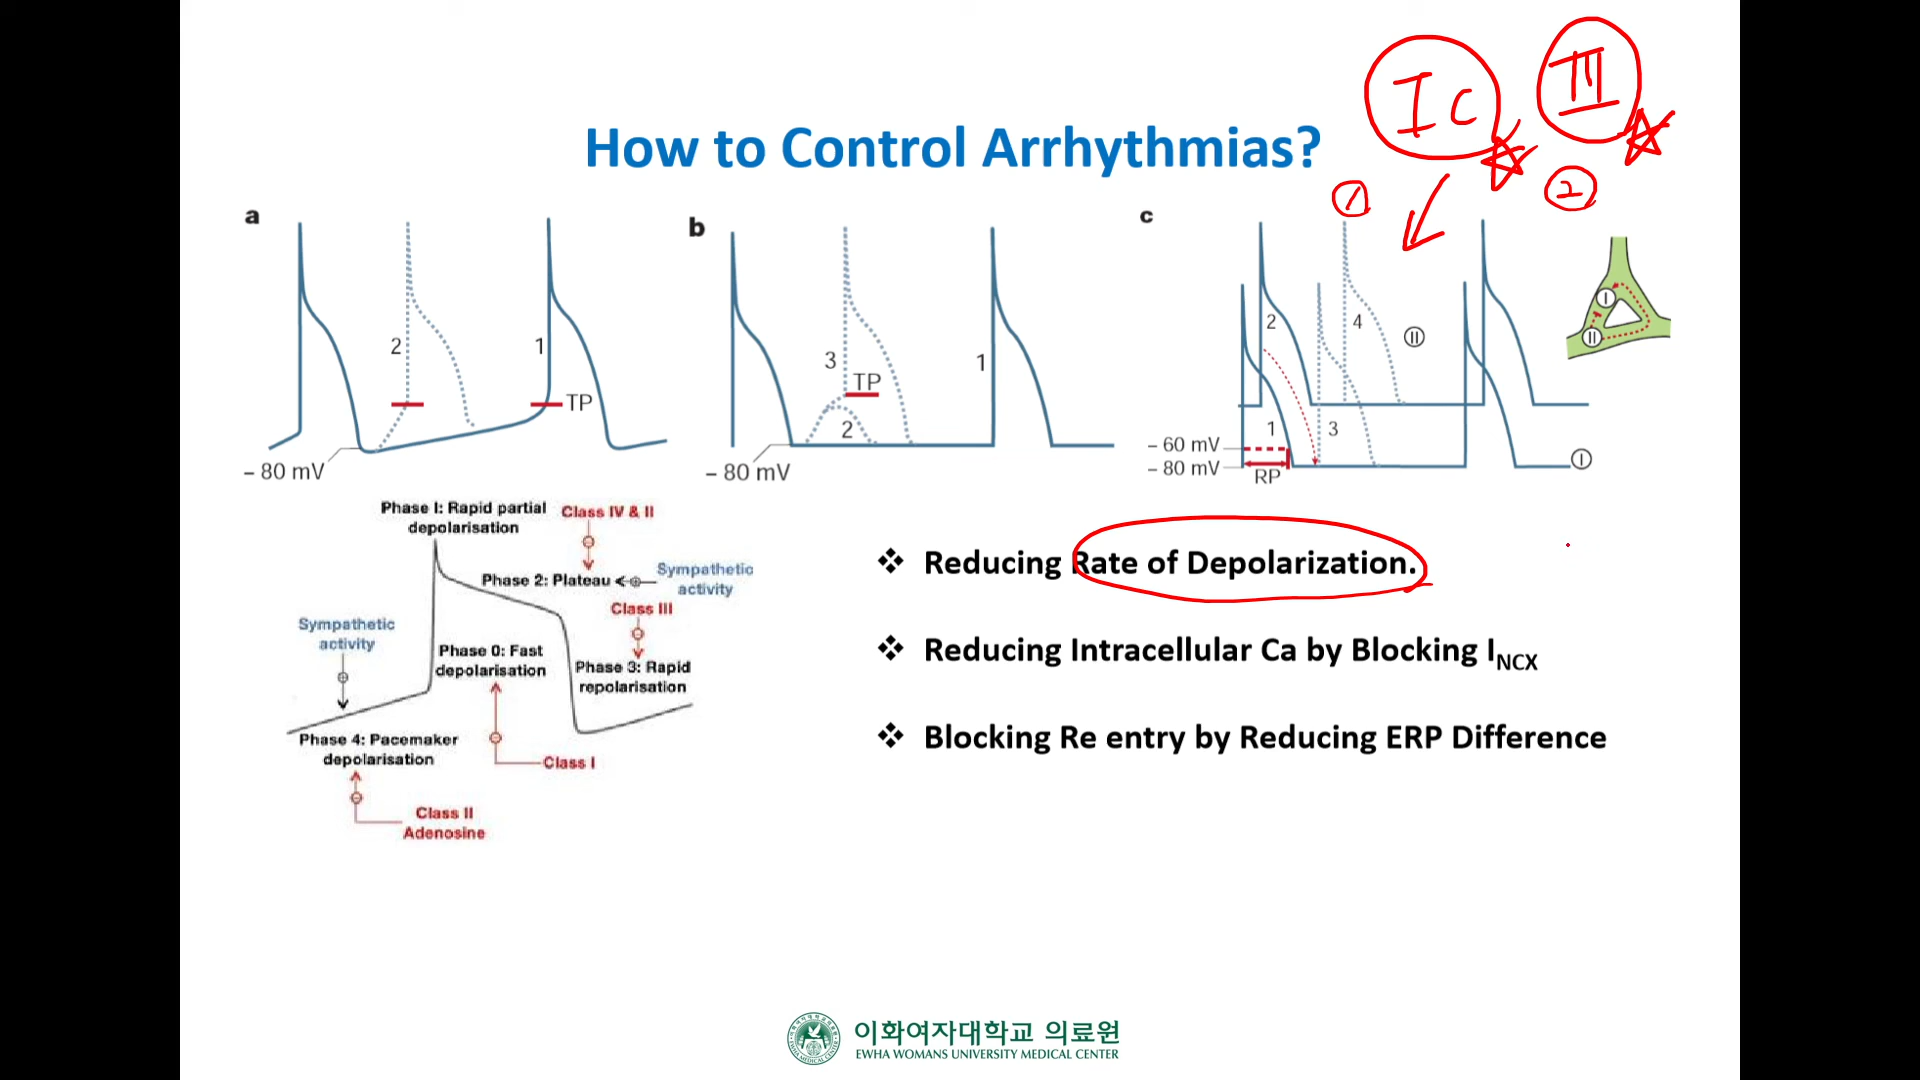 Ic III
How to Control Arrhythmias?
1 2
a
2
1
TP
– 80 mV
b
3
TP
1
2
– 80 mV
c
2
4
II
I
II
1
3
– 60 mV
– 80 mV
RP
I
Phase I: Rapid partial
depolarisation
Class IV & II
Phase 2: Plateau
Sympathetic
activity
Class III
Sympathetic
activity
Phase 0: Fast
depolarisation
Phase 3: Rapid
repolarisation
Phase 4: Pacemaker
depolarisation
Class I
Class II
Adenosine
❖ Reducing Rate of Depolarization.
❖ Reducing Intracellular Ca by Blocking INCX
❖ Blocking Re entry by Reducing ERP Difference
이화여자대학교 의료원
EWHA WOMANS UNIVERSITY MEDICAL CENTER